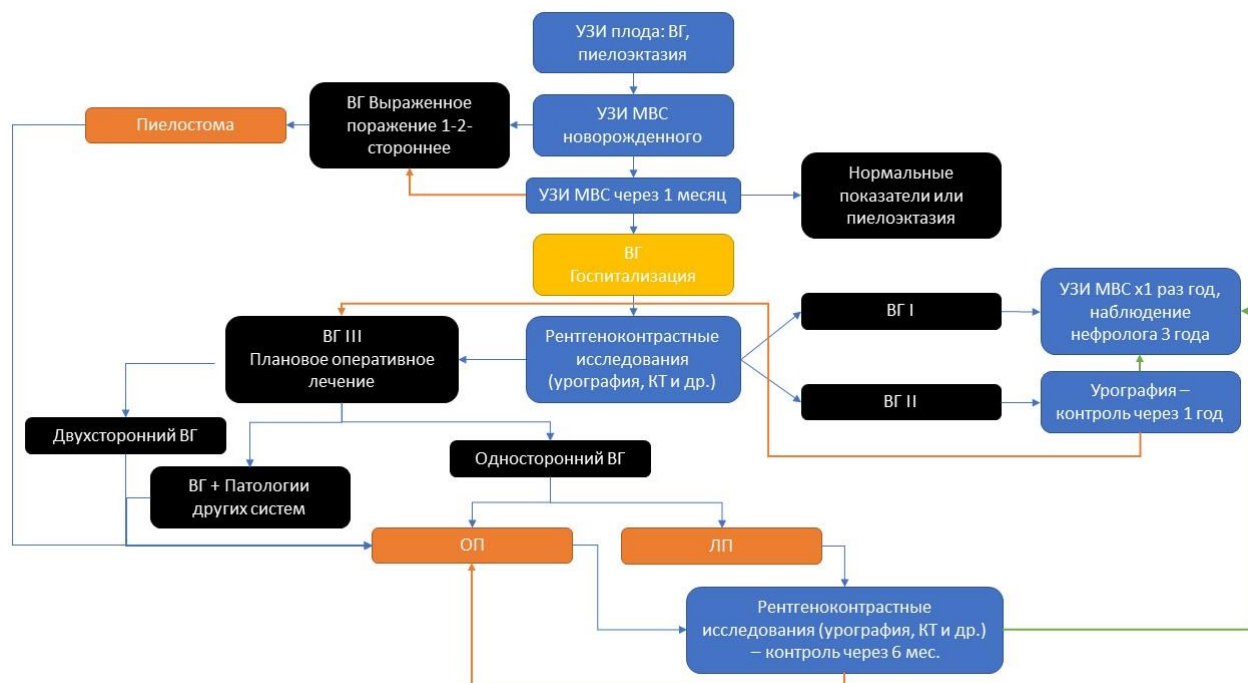 УЗИ плода: ВГ,
пиелоэктазия
УЗИ МВС
новорожденного
ВГ Выраженное
поражение 1-2-
стороннее
Пиелостома
УЗИ МВС через 1 месяц
Нормальные
показатели или
пиелоэктазия
ВГ
Госпитализация
ВГ III
Плановое оперативное
лечение
Рентгеноконтрастные
исследования
(урография, КТ и др.)
ВГ I
УЗИ МВС х1 раз год,
наблюдение
нефролога 3 года
ВГ II
Урография –
контроль через 1 год
Двухсторонний ВГ
Односторонний ВГ
ВГ + Патологии
других систем
ОП
ЛП
Рентгеноконтрастные
исследования (урография, КТ и др.)
– контроль через 6 мес.